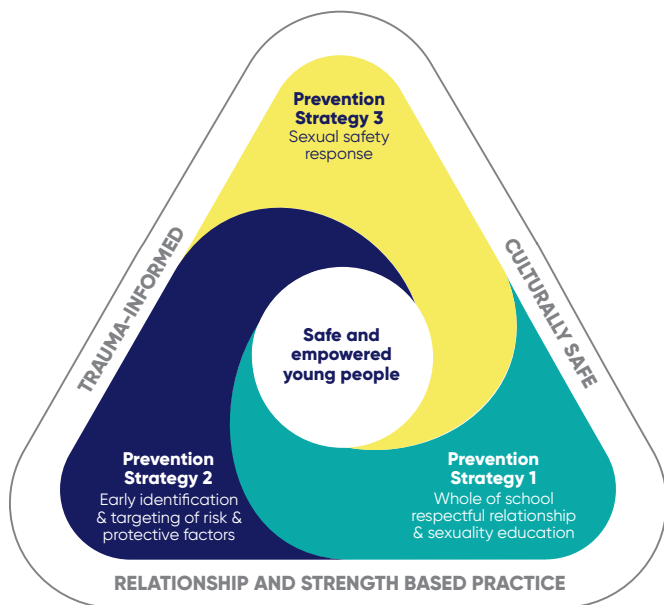 Prevention
Strategy 3
Sexual safety
response
TRAUMA-INFORMED
CULTURALLY SAFE
Safe and
empowered
young people
Prevention
Strategy 2
Early identification
& targeting of risk &
protective factors
Prevention
Strategy 1
Whole of school
respectful relationship
& sexuality education
RELATIONSHIP AND STRENGTH BASED PRACTICE